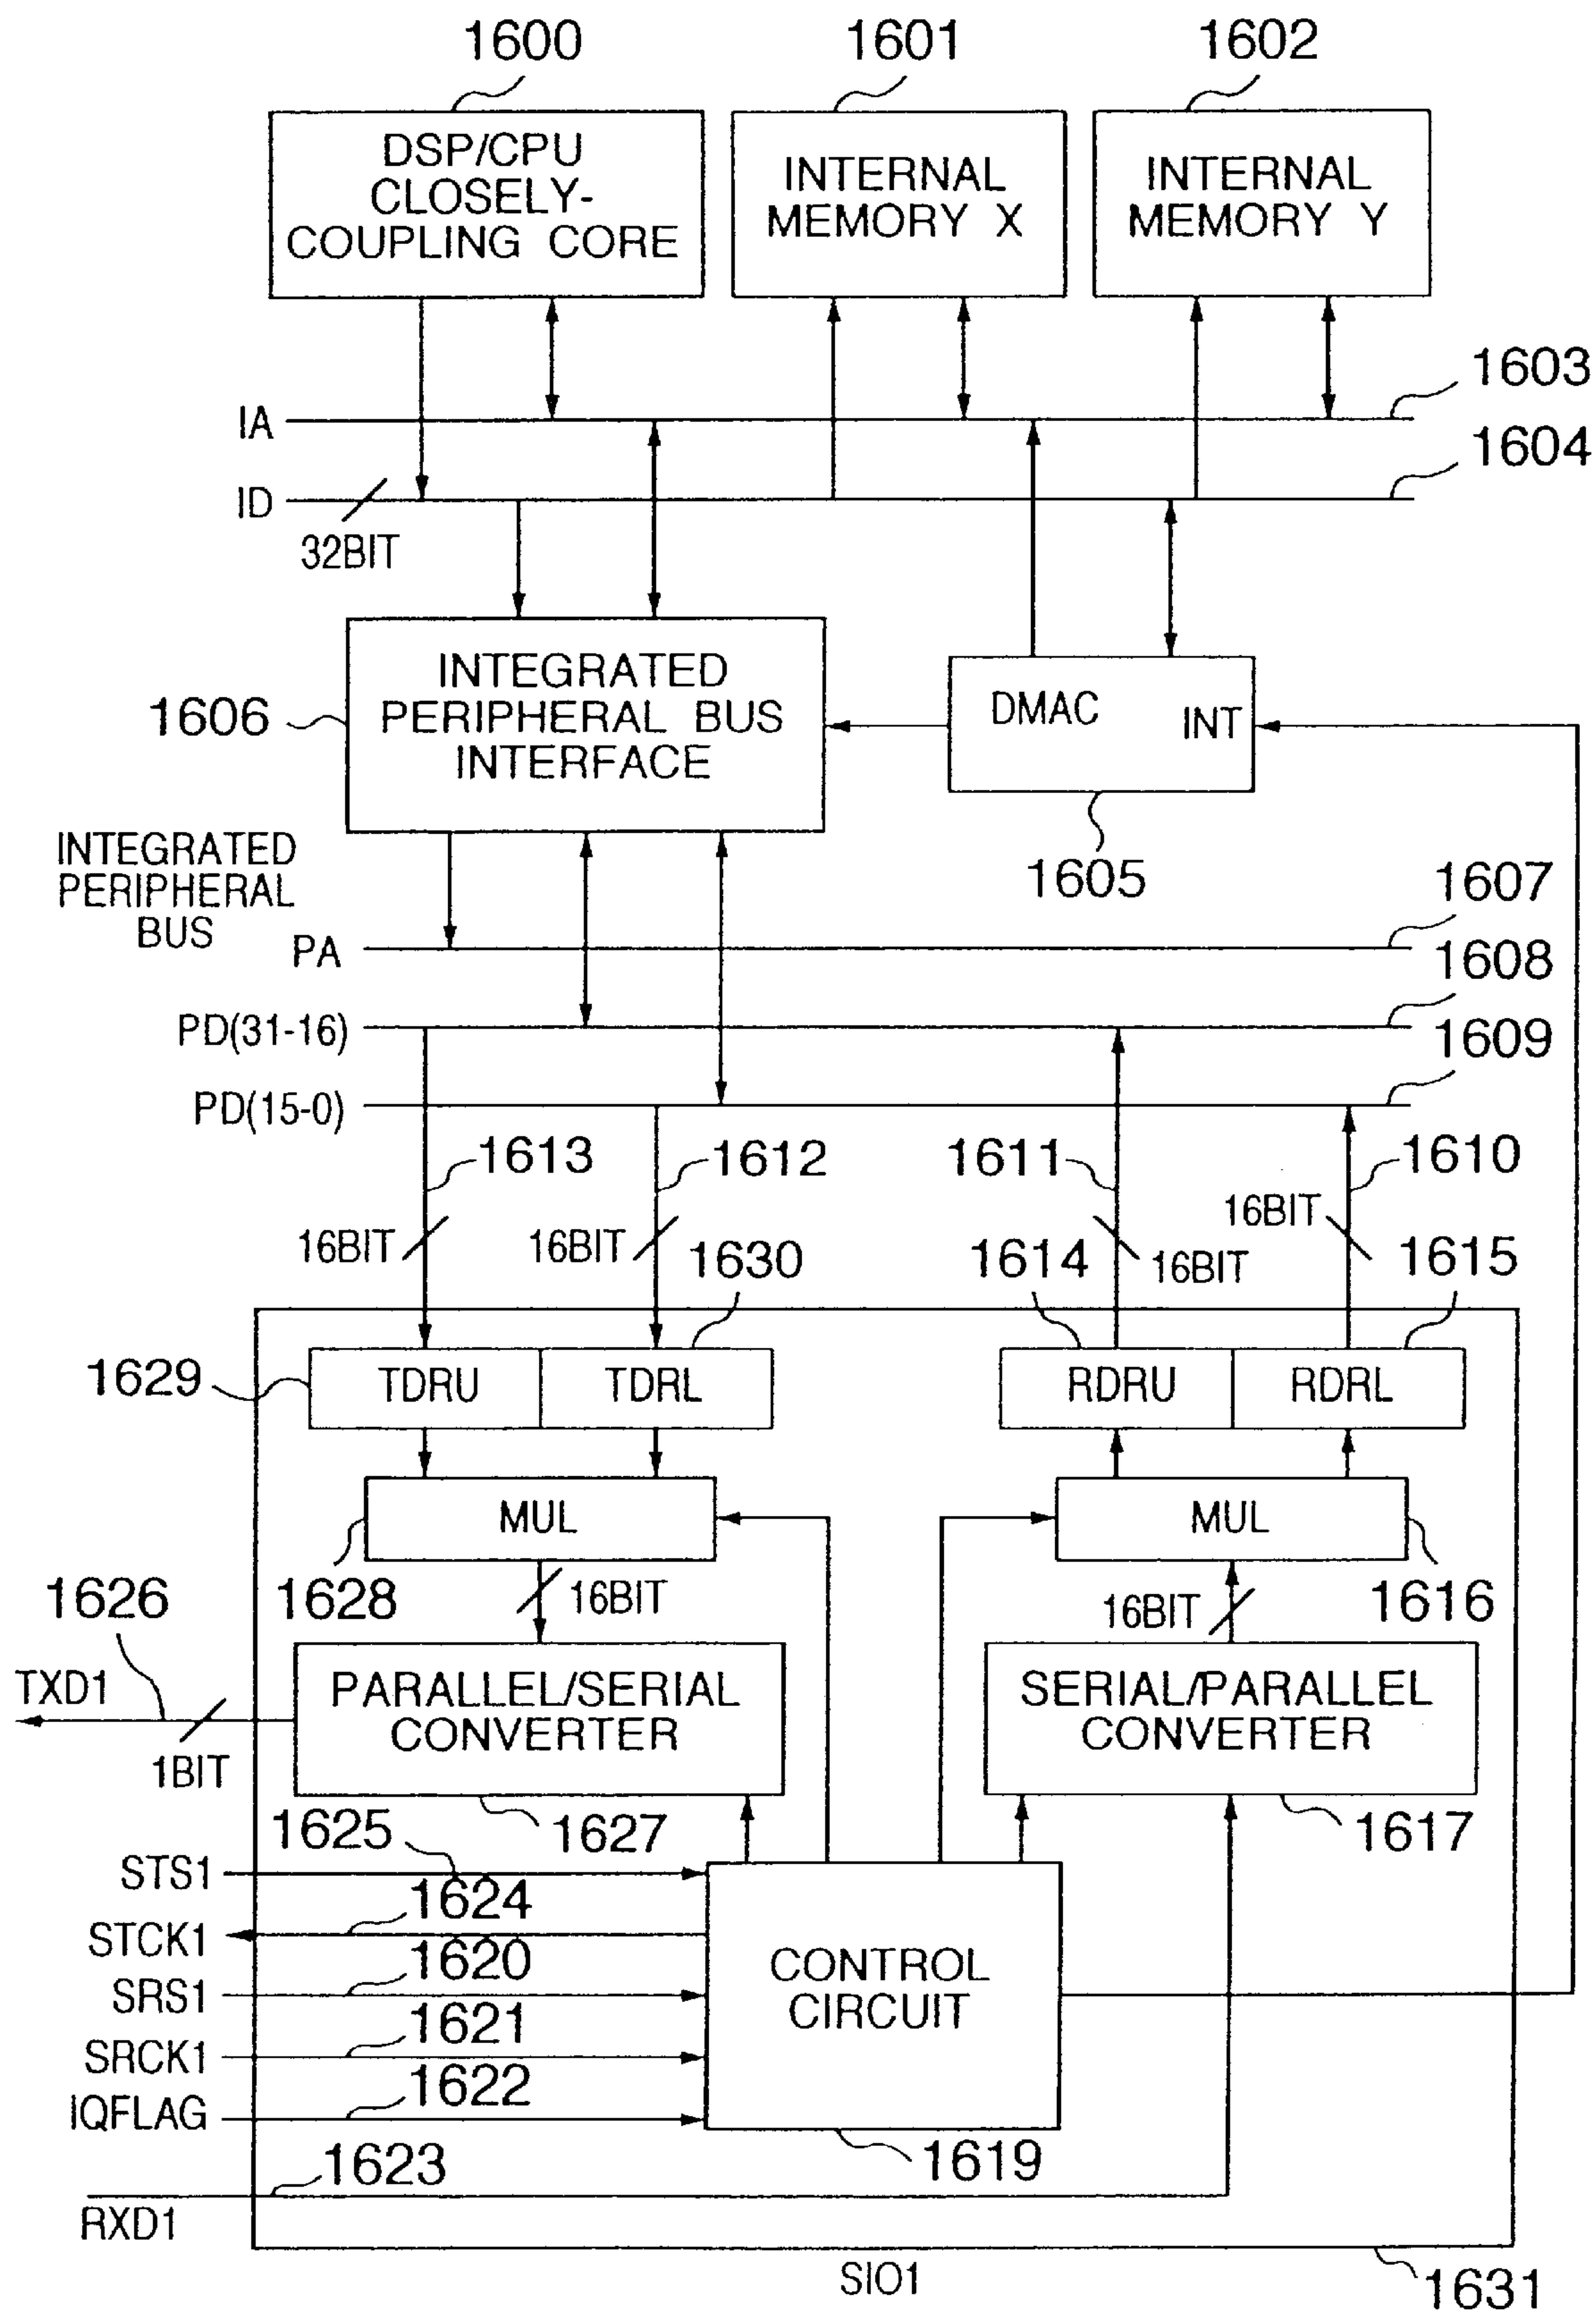 1600
1601
1602
DSP/CPU
CLOSELY-
COUPLING CORE
INTERNAL
MEMORY X
INTERNAL
MEMORY Y
1603
IA
1604
ID
32BIT
INTEGRATED
PERIPHERAL BUS
INTERFACE
1606
DMAC
INT
1605
INTEGRATED
PERIPHERAL
BUS
1607
PA
1608
PD(31-16)
1609
PD(15-0)
1613
1612
1611
1610
16BIT
16BIT
16BIT
16BIT
1630
1614
1615
1629
TDRU
TDRL
RDRU
RDRL
MUL
MUL
1628
16BIT
1616
16BIT
1626
TXD1
1BIT
PARALLEL/SERIAL
CONVERTER
SERIAL/PARALLEL
CONVERTER
1627
1617
1625
STS1
1624
STCK1
1620
SRS1
1621
SRCK1
1622
IQFLAG
CONTROL
CIRCUIT
1619
1623
RXD1
SIO1
1631